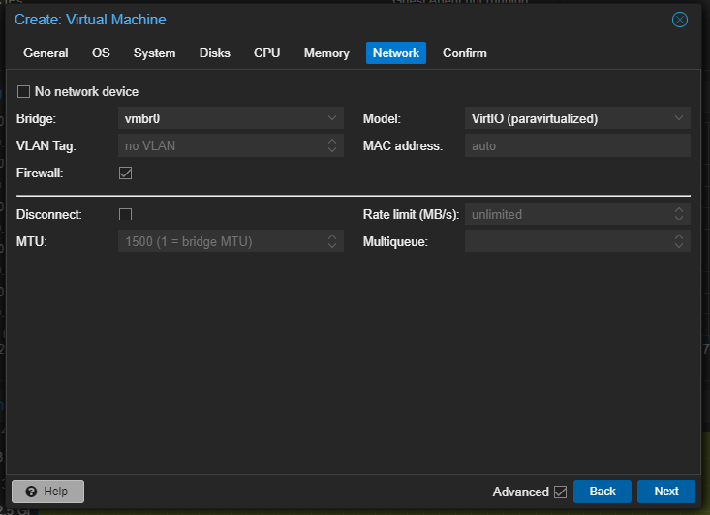 Create: Virtual Machine
General OS System Disks CPU Memory Network Confirm
No network device
Bridge: vmbr0 Model: VirtIO (paravirtualized)
VLAN Tag: no VLAN MAC address: auto
Firewall:
Disconnect: Rate limit (MB/s): unlimited
MTU: 1500 (1 = bridge MTU) Multiqueue:
Help Advanced Back Next